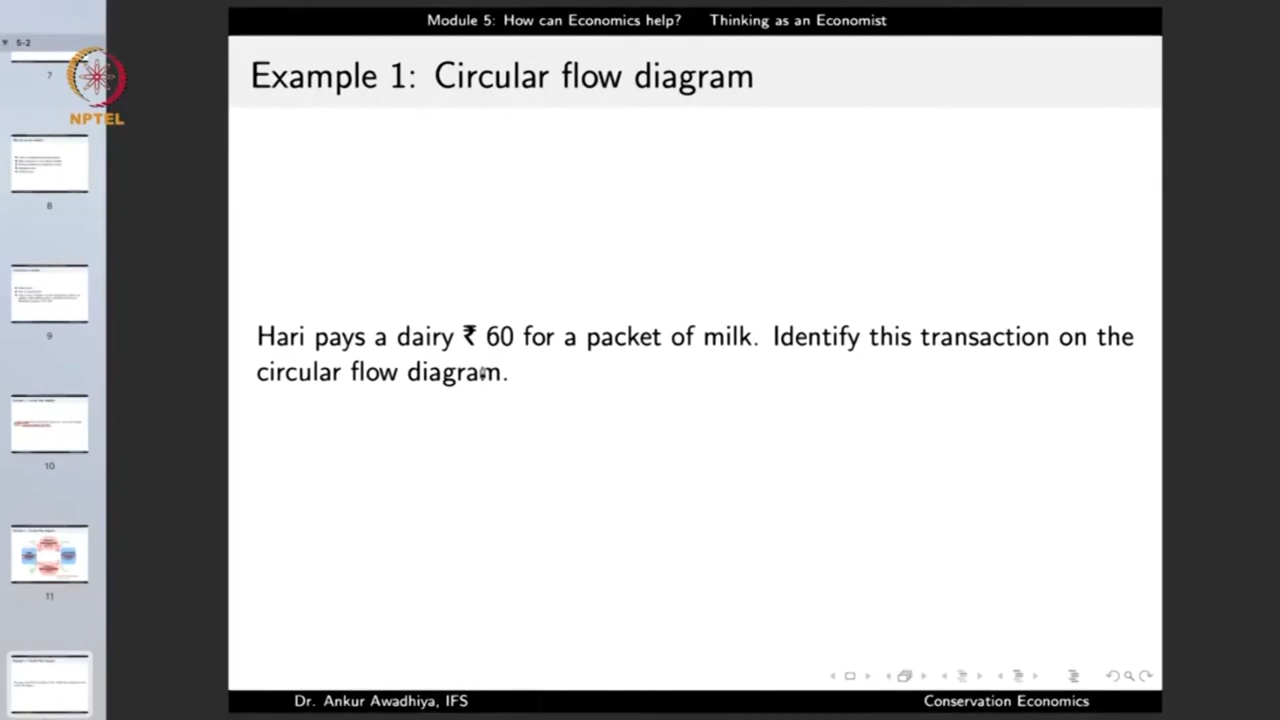 Module 5: How can Economics help? Thinking as an Economist
5-2
Example 1: Circular flow diagram
7
NPTEL
8
9
Hari pays a dairy ₹ 60 for a packet of milk. Identify this transaction on the
circular flow diagram.
10
11
Dr. Ankur Awadhiya, IFS
Conservation Economics